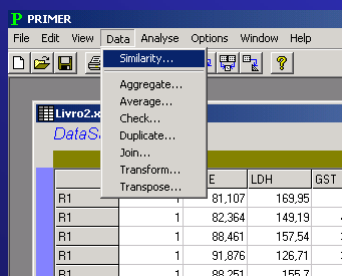 PRIMER
File Edit View Data Analyse Options Window Help
Similarity...
Aggregate...
Average...
Check...
Duplicate...
Join...
Transform...
Transpose...
Livro2.x
DataS
E LDH GST
R1 1 81,107 169,95
R1 1 82,364 149,19
R1 1 88,461 157,54
R1 1 91,876 126,71
R1 1 88,251 155,7